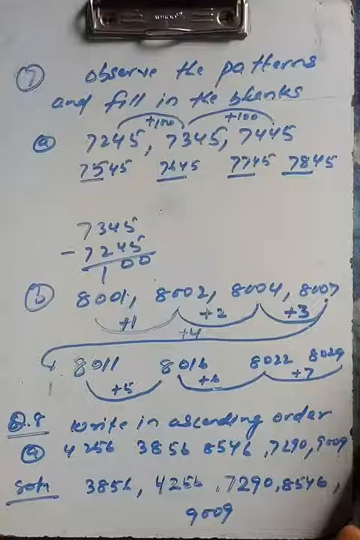 7 observe the patterns
and fill in the blanks
+100 +100
a 7245, 7345, 7445
7545 7645 7745 7845
7345
- 7245
100
b 8001, 8002, 8004, 8007
+1 +2 +3
+4
8011 8016 8022 8029
+5 +6 +7
Q.8 write in ascending order
a 4256 3856 8546, 7290, 9009
Soln 3856, 4256, 7290, 8546,
9009